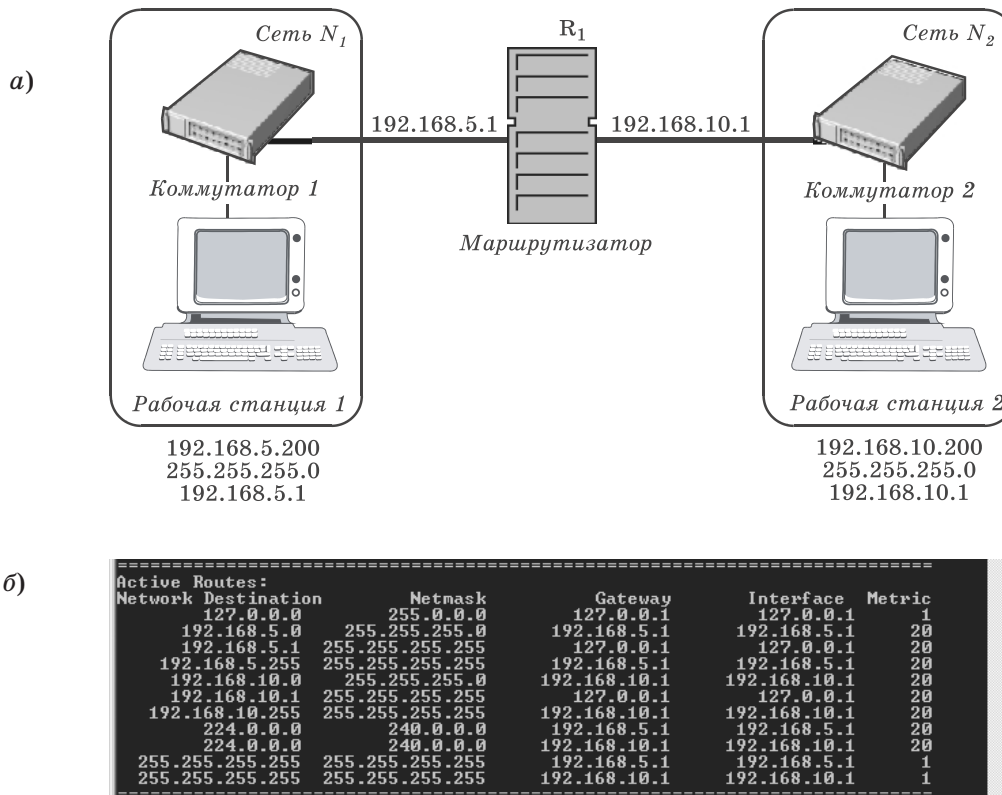 а)
Сеть N1
R1
Сеть N2
192.168.5.1
192.168.10.1
Коммутатор 1
Коммутатор 2
Маршрутизатор
Рабочая станция 1
Рабочая станция 2
192.168.5.200
255.255.255.0
192.168.5.1
192.168.10.200
255.255.255.0
192.168.10.1
б)
Active Routes:
Network Destination Netmask Gateway Interface Metric
127.0.0.0 255.0.0.0 127.0.0.1 127.0.0.1 1
192.168.5.0 255.255.255.0 192.168.5.1 192.168.5.1 20
192.168.5.1 255.255.255.255 127.0.0.1 127.0.0.1 20
192.168.5.255 255.255.255.255 192.168.5.1 192.168.5.1 20
192.168.10.0 255.255.255.0 192.168.10.1 192.168.10.1 20
192.168.10.1 255.255.255.255 127.0.0.1 127.0.0.1 20
192.168.10.255 255.255.255.255 192.168.10.1 192.168.10.1 20
224.0.0.0 240.0.0.0 192.168.5.1 192.168.5.1 20
224.0.0.0 240.0.0.0 192.168.10.1 192.168.10.1 20
255.255.255.255 255.255.255.255 192.168.5.1 192.168.5.1 1
255.255.255.255 255.255.255.255 192.168.10.1 192.168.10.1 1